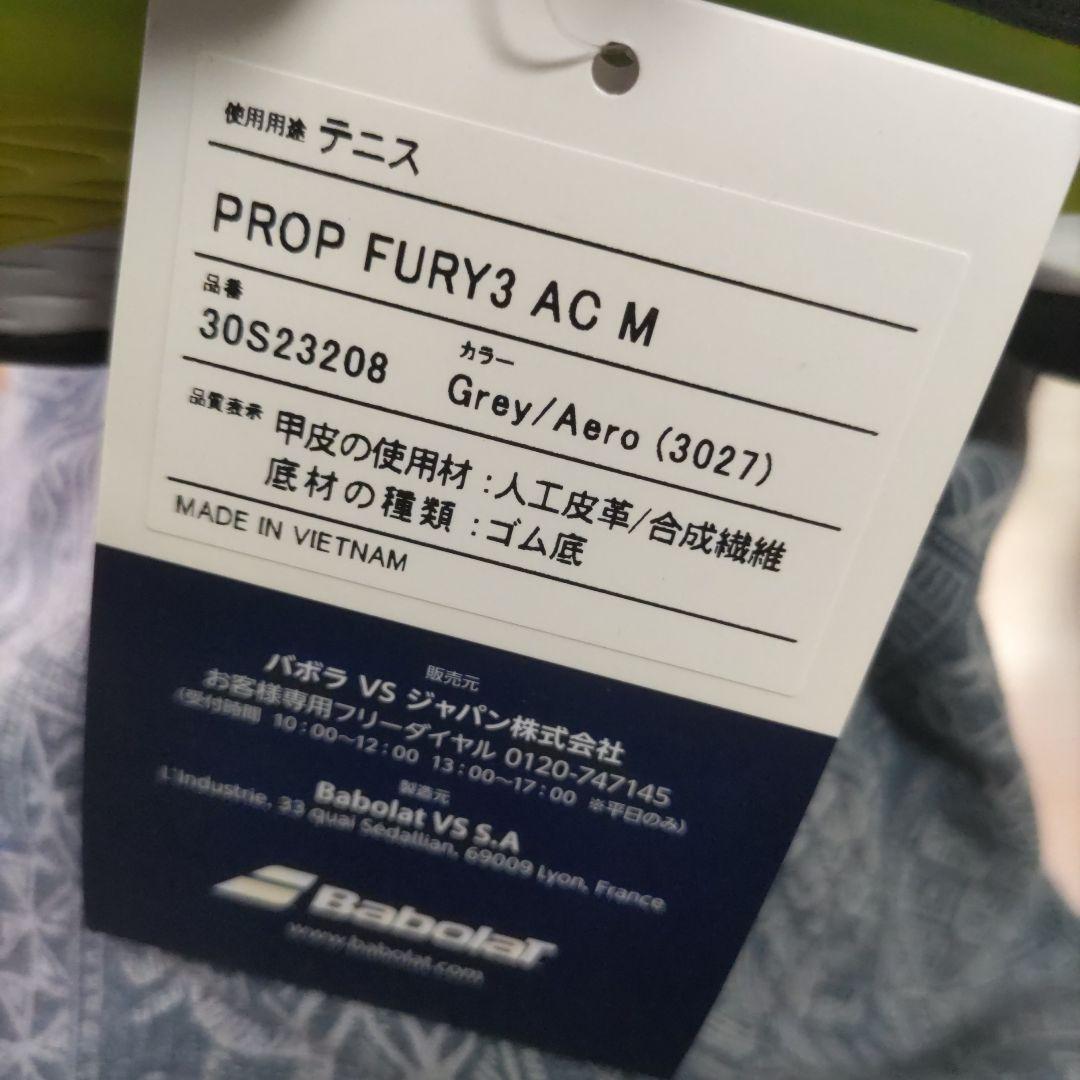 使用用途 テニス
PROP FURY3 AC M
品番
30S23208
カラー
Grey/Aero (3027)
品質表示 甲皮の使用材：人工皮革/合成繊維
底材の種類：ゴム底
MADE IN VIETNAM
販売元
バボラ VS ジャパン株式会社
お客様専用フリーダイヤル 0120-747145
(受付時間 10：00～12：00 13：00～17：00 ※平日のみ)
製造元
Babolat VS S.A
L'Industrie, 33 quai Sédallian, 69009 Lyon, France
Babolat
www.babolat.com